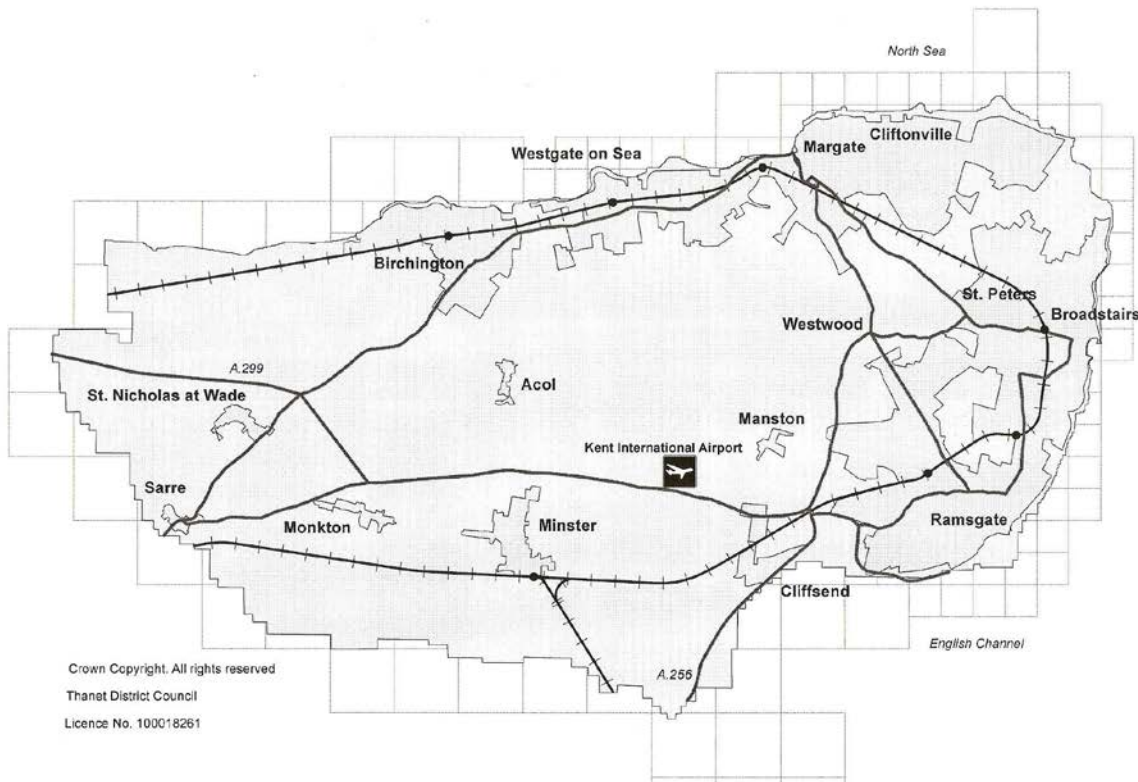 North Sea
Cliftonville
Margate
Westgate on Sea
Birchington
St. Peters
Broadstairs
Westwood
A.299
Acol
St. Nicholas at Wade
Manston
Kent International Airport
Sarre
Monkton
Minster
Ramsgate
Cliffsend
English Channel
A.256
Crown Copyright. All rights reserved
Thanet District Council
Licence No. 100018261